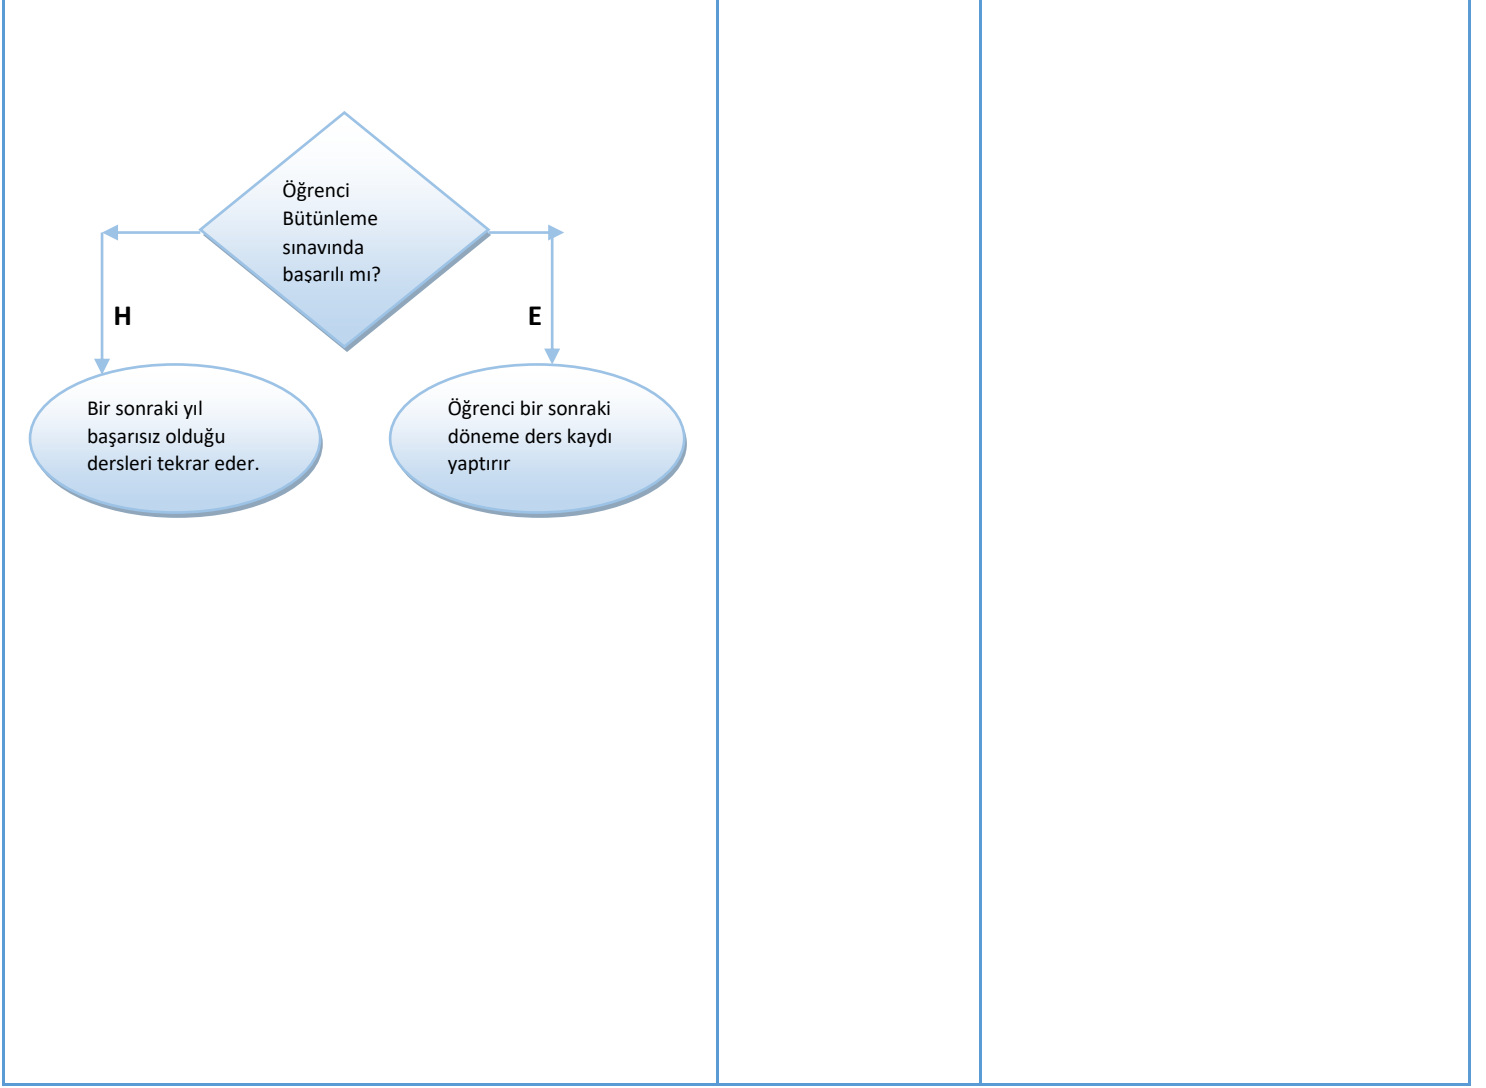 Öğrenci
Bütünleme
sınavında
başarılı mı?
H
E
Bir sonraki yıl
başarısız olduğu
dersleri tekrar eder.
Öğrenci bir sonraki
döneme ders kaydı
yaptırır